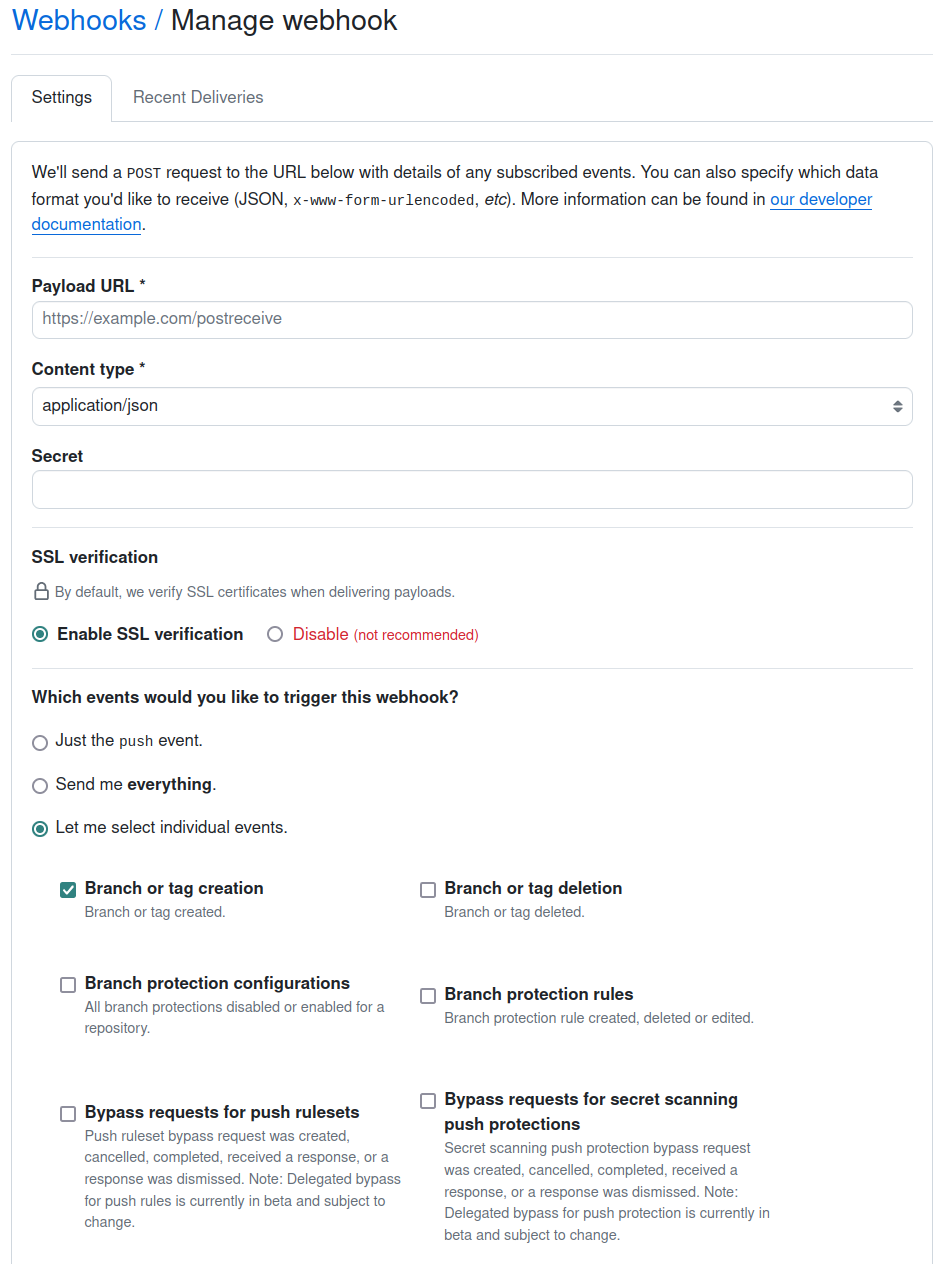 Webhooks / Manage webhook
Settings
Recent Deliveries
We'll send a POST request to the URL below with details of any subscribed events. You can also specify which data
format you'd like to receive (JSON, x-www-form-urlencoded, etc). More information can be found in our developer
documentation.
Payload URL *
https://example.com/postreceive
Content type *
application/json
Secret
SSL verification
By default, we verify SSL certificates when delivering payloads.
Enable SSL verification
Disable (not recommended)
Which events would you like to trigger this webhook?
Just the push event.
Send me everything.
Let me select individual events.
Branch or tag creation
Branch or tag created.
Branch or tag deletion
Branch or tag deleted.
Branch protection configurations
All branch protections disabled or enabled for a
repository.
Branch protection rules
Branch protection rule created, deleted or edited.
Bypass requests for push rulesets
Push ruleset bypass request was created,
cancelled, completed, received a response, or a
response was dismissed. Note: Delegated bypass
for push rules is currently in beta and subject to
change.
Bypass requests for secret scanning
push protections
Secret scanning push protection bypass request
was created, cancelled, completed, received a
response, or a response was dismissed. Note:
Delegated bypass for push protection is currently in
beta and subject to change.